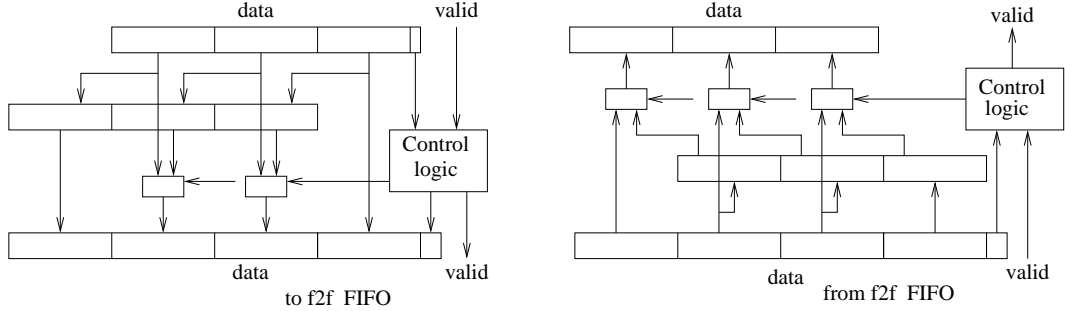 data
valid
Control
logic
data
valid
to f2f FIFO
valid
data
Control
logic
data
valid
from f2f FIFO